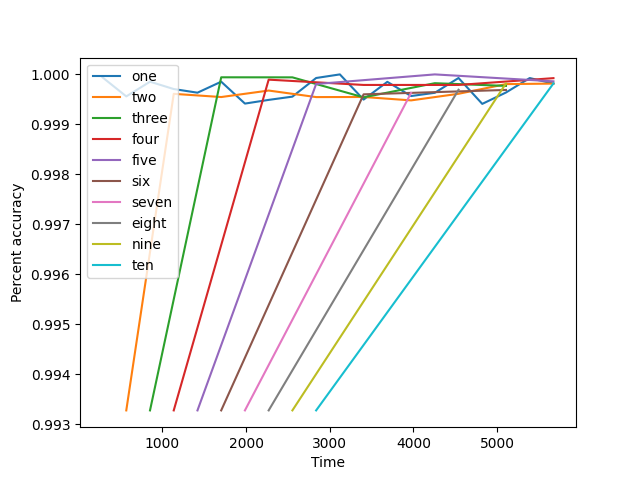 1.000
0.999
0.998
0.997
0.996
0.995
0.994
0.993
Percent accuracy
one
two
three
four
five
six
seven
eight
nine
ten
1000 2000 3000 4000 5000
Time